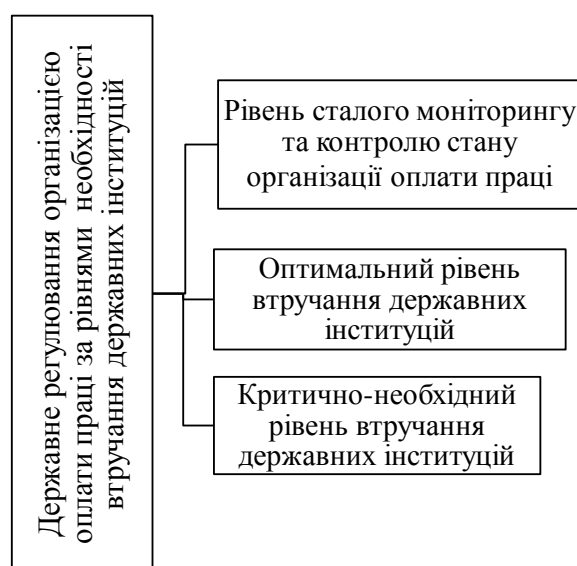 Державне регулювання організацією
оплати праці за рівнями необхідності
втручання державних інституцій
Рівень сталого моніторингу
та контролю стану
організації оплати праці
Оптимальний рівень
втручання державних
інституцій
Критично-необхідний
рівень втручання
державних інституцій